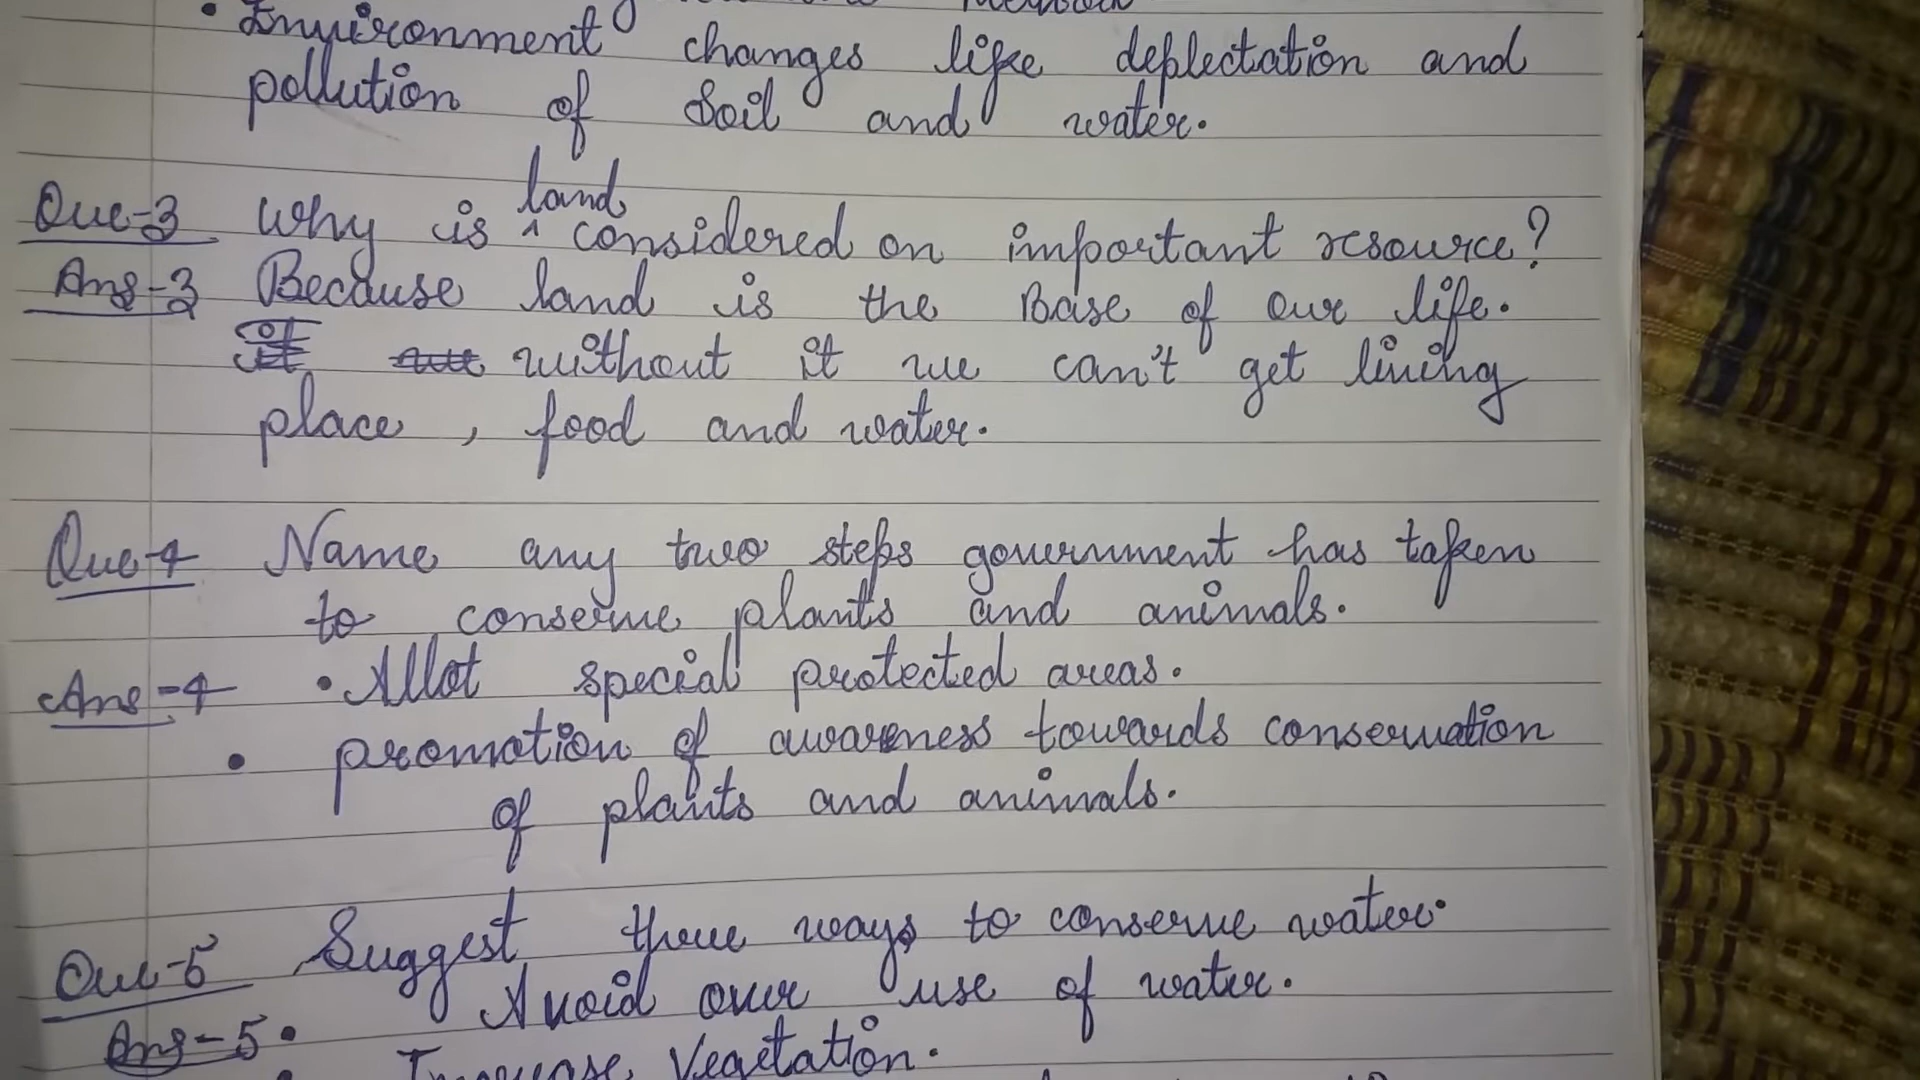 • Environment changes like deplectation and
pollution of Soil and water.
Que-3 Why is land considered on important resource?
Ans-3 Because land is the Base of our life.
without it we can't get living
place, food and water.
Que-4 Name any two steps government has taken
to conserve plants and animals.
Ans-4 • Allot special protected areas.
• promotion of awareness towards conservation
of plants and animals.
Que-5 Suggest three ways to conserve water.
Ans-5 • Avoid over use of water.
Increase Vegetation.